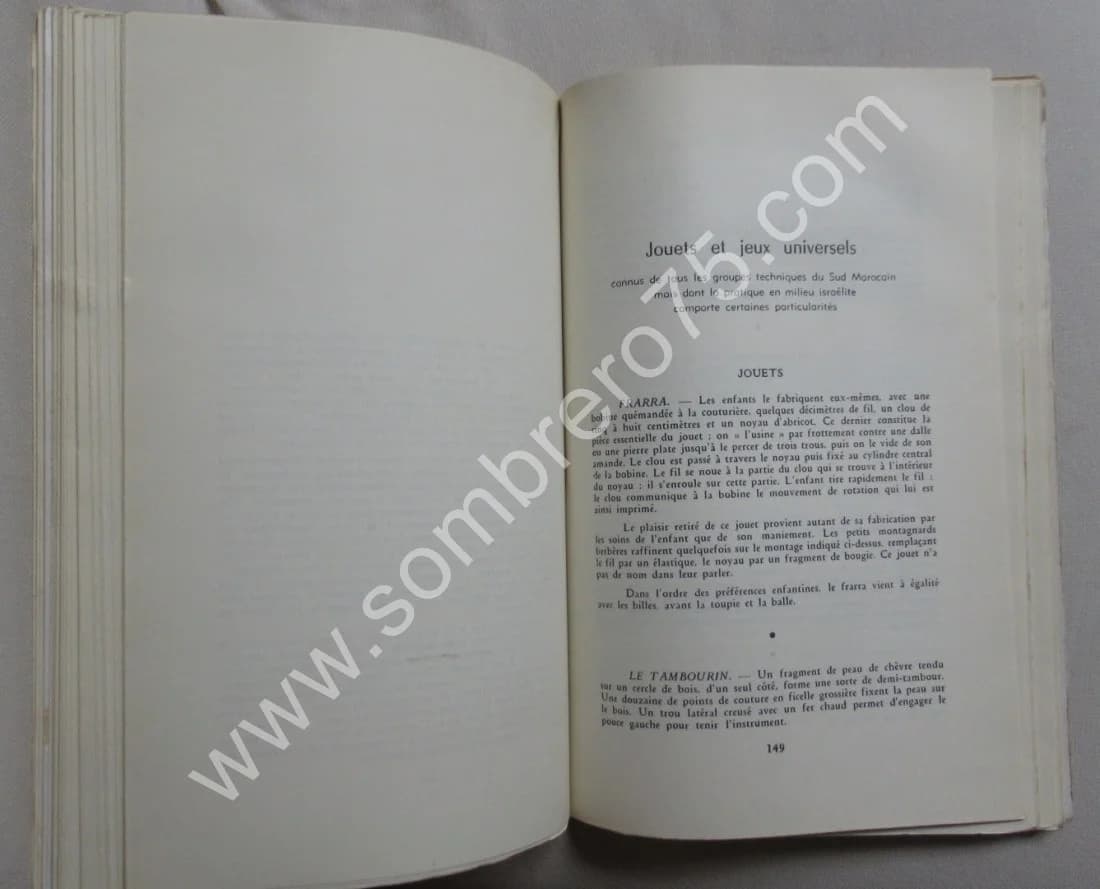 Jouets et jeux universels
connus de tous les groupes techniques du Sud Marocain
mais dont la pratique en milieu israélite
comporte certaines particularités
JOUETS
FRARRA. — Les enfants le fabriquent eux-mêmes, avec une
bobine quémandée à la couturière, quelques décimètres de fil, un clou de
cinq à huit centimètres et un noyau d'abricot. Ce dernier constitue la
pièce essentielle du jouet ; on « l'usine » par frottement contre une dalle
ou une pierre plate jusqu'à le percer de trois trous, puis on le vide de son
amande. Le clou est passé à travers le noyau puis fixé au cylindre central
de la bobine. Le fil se noue à la partie du clou qui se trouve à l'intérieur
du noyau ; il s'enroule sur cette partie. L'enfant tire rapidement le fil ;
le clou communique à la bobine le mouvement de rotation qui lui est
ainsi imprimé.
Le plaisir retiré de ce jouet provient autant de sa fabrication par
les soins de l'enfant que de son maniement. Les petits montagnards
berbères raffinent quelquefois sur le montage indiqué ci-dessus, remplaçant
le fil par un élastique, le noyau par un fragment de bougie. Ce jouet n'a
pas de nom dans leur parler.
Dans l'ordre des préférences enfantines, le frarra vient à égalité
avec les billes, avant la toupie et la balle.
LE TAMBOURIN. — Un fragment de peau de chèvre tendu
sur un cercle de bois, d'un seul côté, forme une sorte de demi-tambour.
Une douzaine de points de couture en ficelle grossière fixent la peau sur
le bois. Un trou latéral creusé avec un fer chaud permet d'engager le
pouce gauche pour tenir l'instrument.
149
www.sombrero75.com